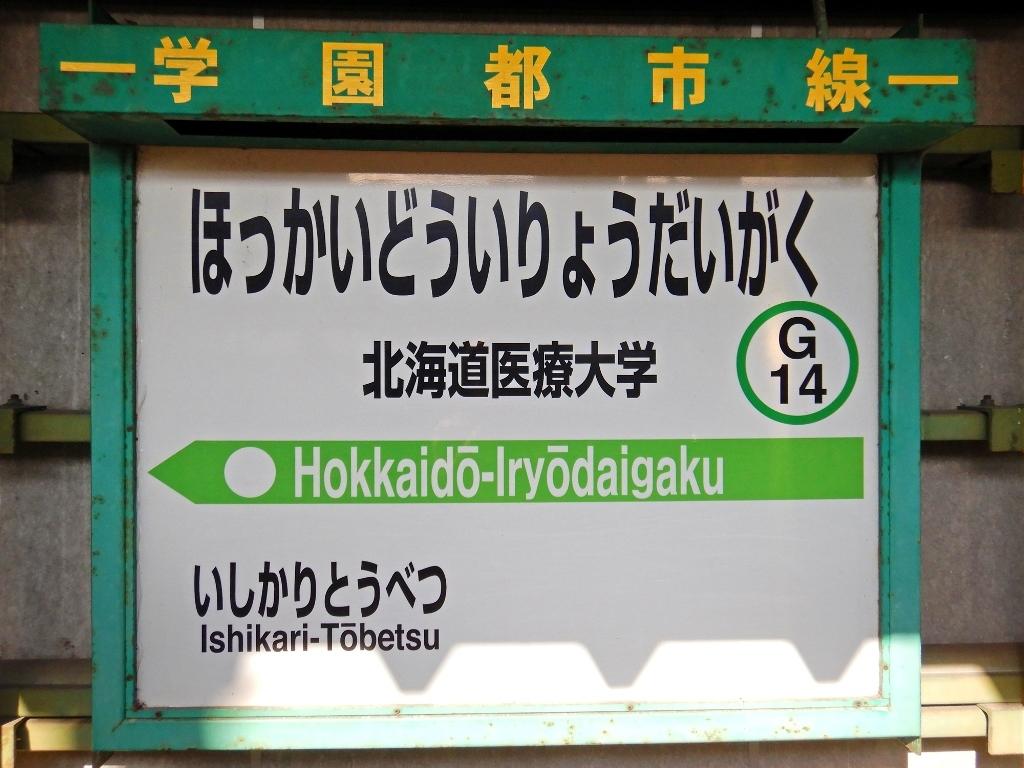 学園都市線
ほっかいどういりょうだいがく
北海道医療大学
G
14
Hokkaidō-Iryōdaigaku
いしかりとうべつ
Ishikari-Tōbetsu